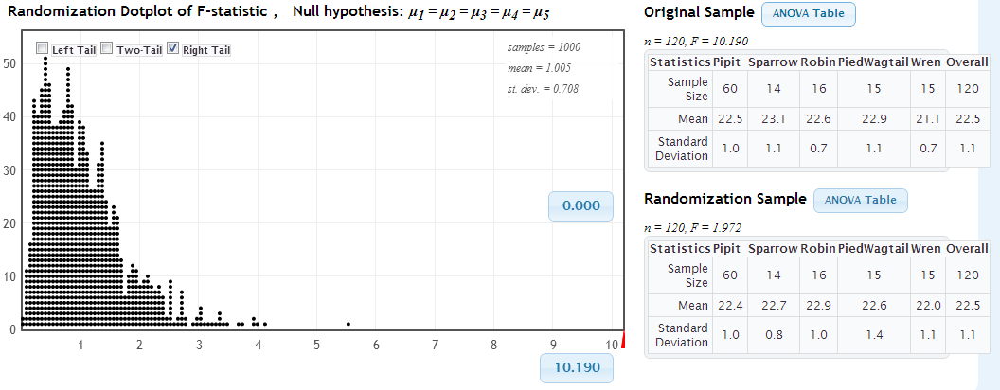 Randomization Dotplot of F-statistic , Null hypothesis: μ1 = μ2 = μ3 = μ4 = μ5
Left Tail Two-Tail Right Tail
samples = 1000
mean = 1.005
st. dev. = 0.708
50
40
30
20
10
0
0.000
1 2 3 4 5 6 7 8 9 10
10.190
Original Sample ANOVA Table
n = 120, F = 10.190
Statistics Pipit Sparrow Robin PiedWagtail Wren Overall
Sample Size 60 14 16 15 15 120
Mean 22.5 23.1 22.6 22.9 21.1 22.5
Standard Deviation 1.0 1.1 0.7 1.1 0.7 1.1
Randomization Sample ANOVA Table
n = 120, F = 1.972
Statistics Pipit Sparrow Robin PiedWagtail Wren Overall
Sample Size 60 14 16 15 15 120
Mean 22.4 22.7 22.9 22.6 22.0 22.5
Standard Deviation 1.0 0.8 1.0 1.4 1.1 1.1